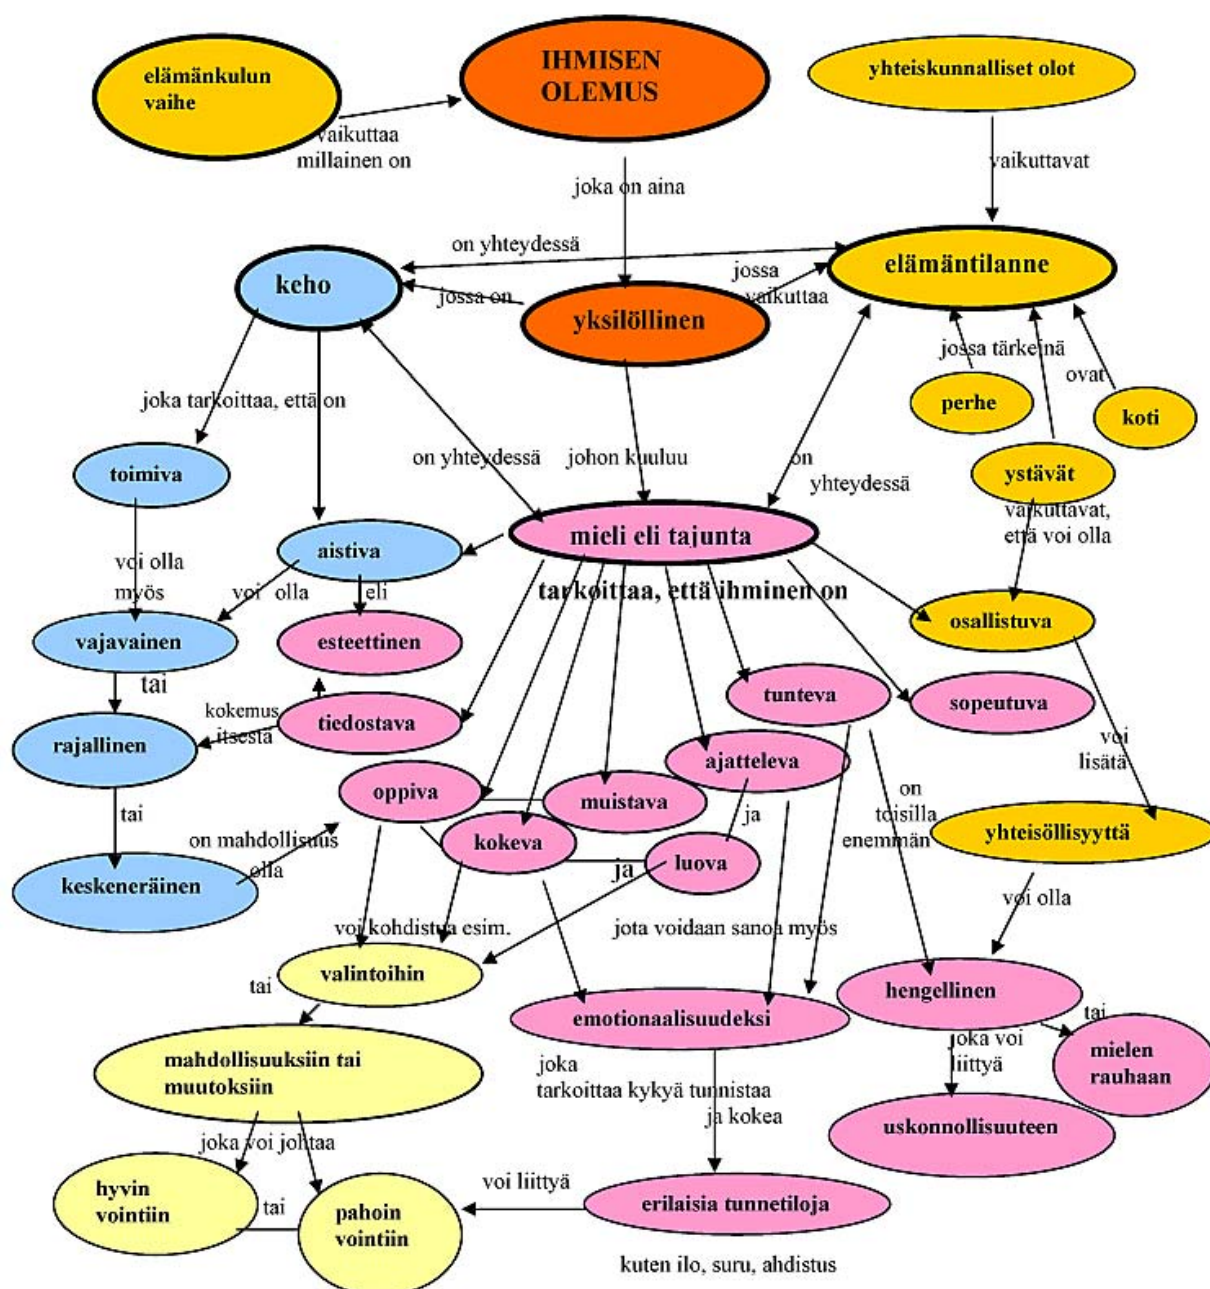 elämänkulun
vaihe
IHMISEN
OLEMUS
yhteiskunnalliset olot
vaikuttaa
millainen on
joka on aina
vaikuttavat
on yhteydessä
keho
jossa on
yksilöllinen
jossa
vaikuttaa
elämäntilanne
jossa tärkeinä
ovat
perhe
koti
joka tarkoittaa, että on
toimiva
on yhteydessä
johon kuuluu
on
yhteydessä
ystävät
vaikuttavat,
että voi olla
aistiva
mieli eli tajunta
tarkoittaa, että ihminen on
voi olla
myös
voi olla
eli
vajavainen
esteettinen
osallistuva
tai
kokemus
itsestä
tiedostava
tunteva
sopeutuva
rajallinen
ajatteleva
voi
lisätä
oppiva
muistava
ja
on
toisilla
enemmän
tai
on mahdollisuus
olla
kokeva
ja
luova
yhteisöllisyyttä
keskeneräinen
voi olla
voi kohdistua esim.
jota voidaan sanoa myös
tai
valintoihin
hengellinen
emotionaalisuudeksi
tai
joka voi
liittyä
mielen
rauhaan
mahdollisuuksiin tai
muutoksiin
joka
tarkoittaa kykyä tunnistaa
ja kokea
uskonnollisuuteen
joka voi johtaa
hyvin
vointiin
tai
pahoin
vointiin
voi liittyä
erilaisia tunnetiloja
kuten ilo, suru, ahdistus